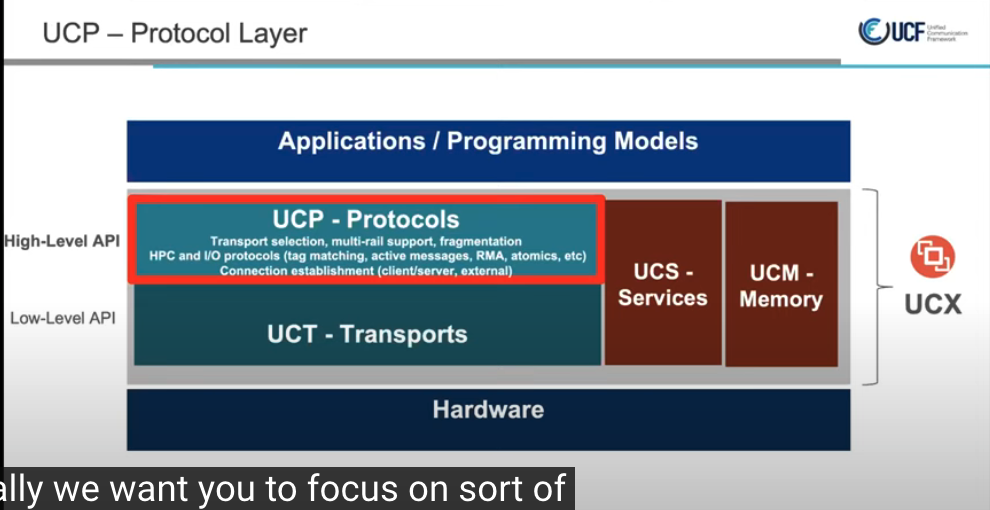 UCP – Protocol Layer
UCF
Unified
Communication
Framework
Applications / Programming Models
High-Level API
UCP - Protocols
Transport selection, multi-rail support, fragmentation
HPC and I/O protocols (tag matching, active messages, RMA, atomics, etc)
Connection establishment (client/server, external)
Low-Level API
UCT - Transports
UCS -
Services
UCM -
Memory
UCX
Hardware
ally we want you to focus on sort of